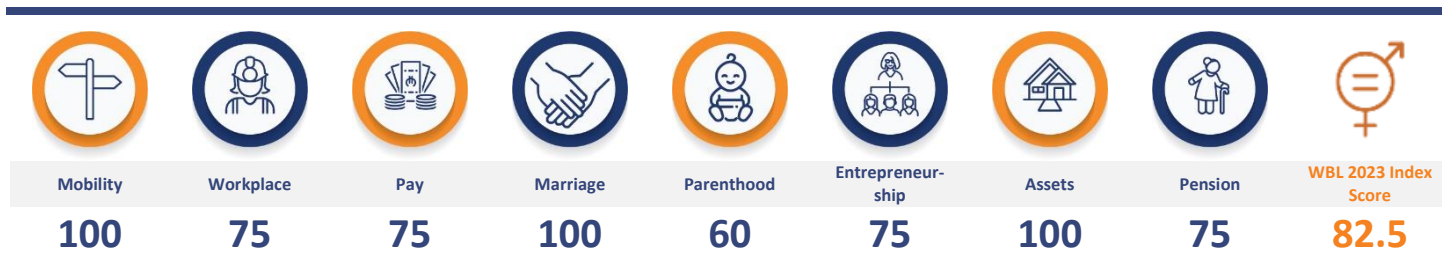 Mobility
Workplace
Pay
Marriage
Parenthood
Entrepreneur-
ship
Assets
Pension
WBL 2023 Index
Score
100
75
75
100
60
75
100
75
82.5